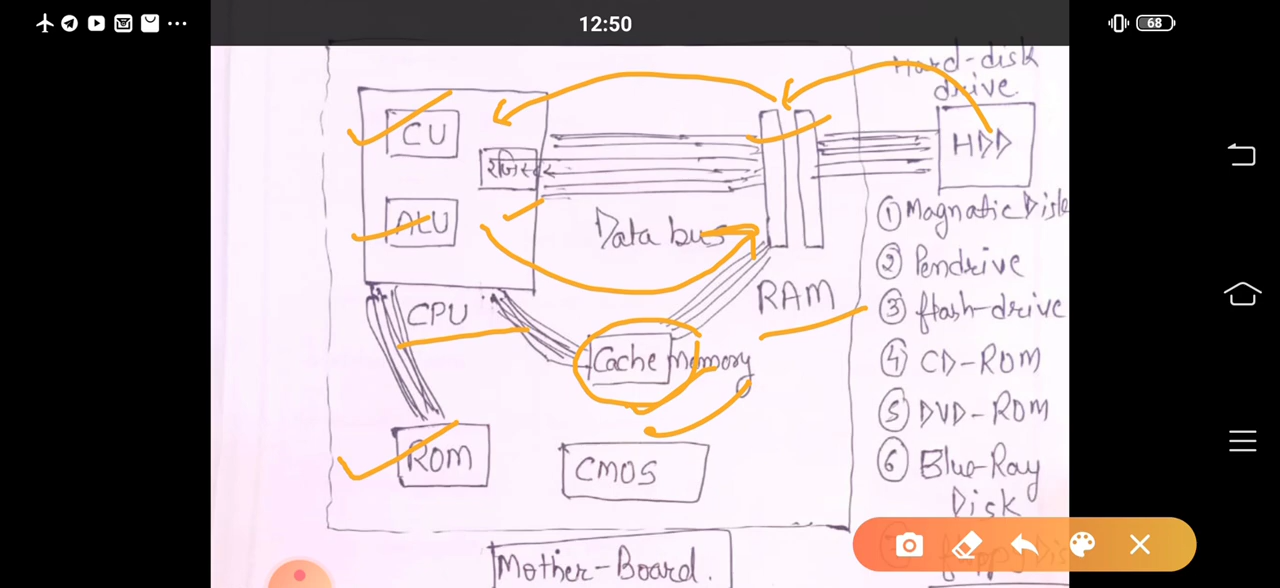 12:50
68
Hard-disk
drive.
CU
HDD
रजिस्टर
ALU
Data bus
① Magnatic Disk
② Pendrive
RAM
③ flash-drive
CPU
Cache Memory
④ CD-ROM
⑤ DVD-ROM
ROM
CMOS
⑥ Blue-Ray
Disk
Mother-Board.